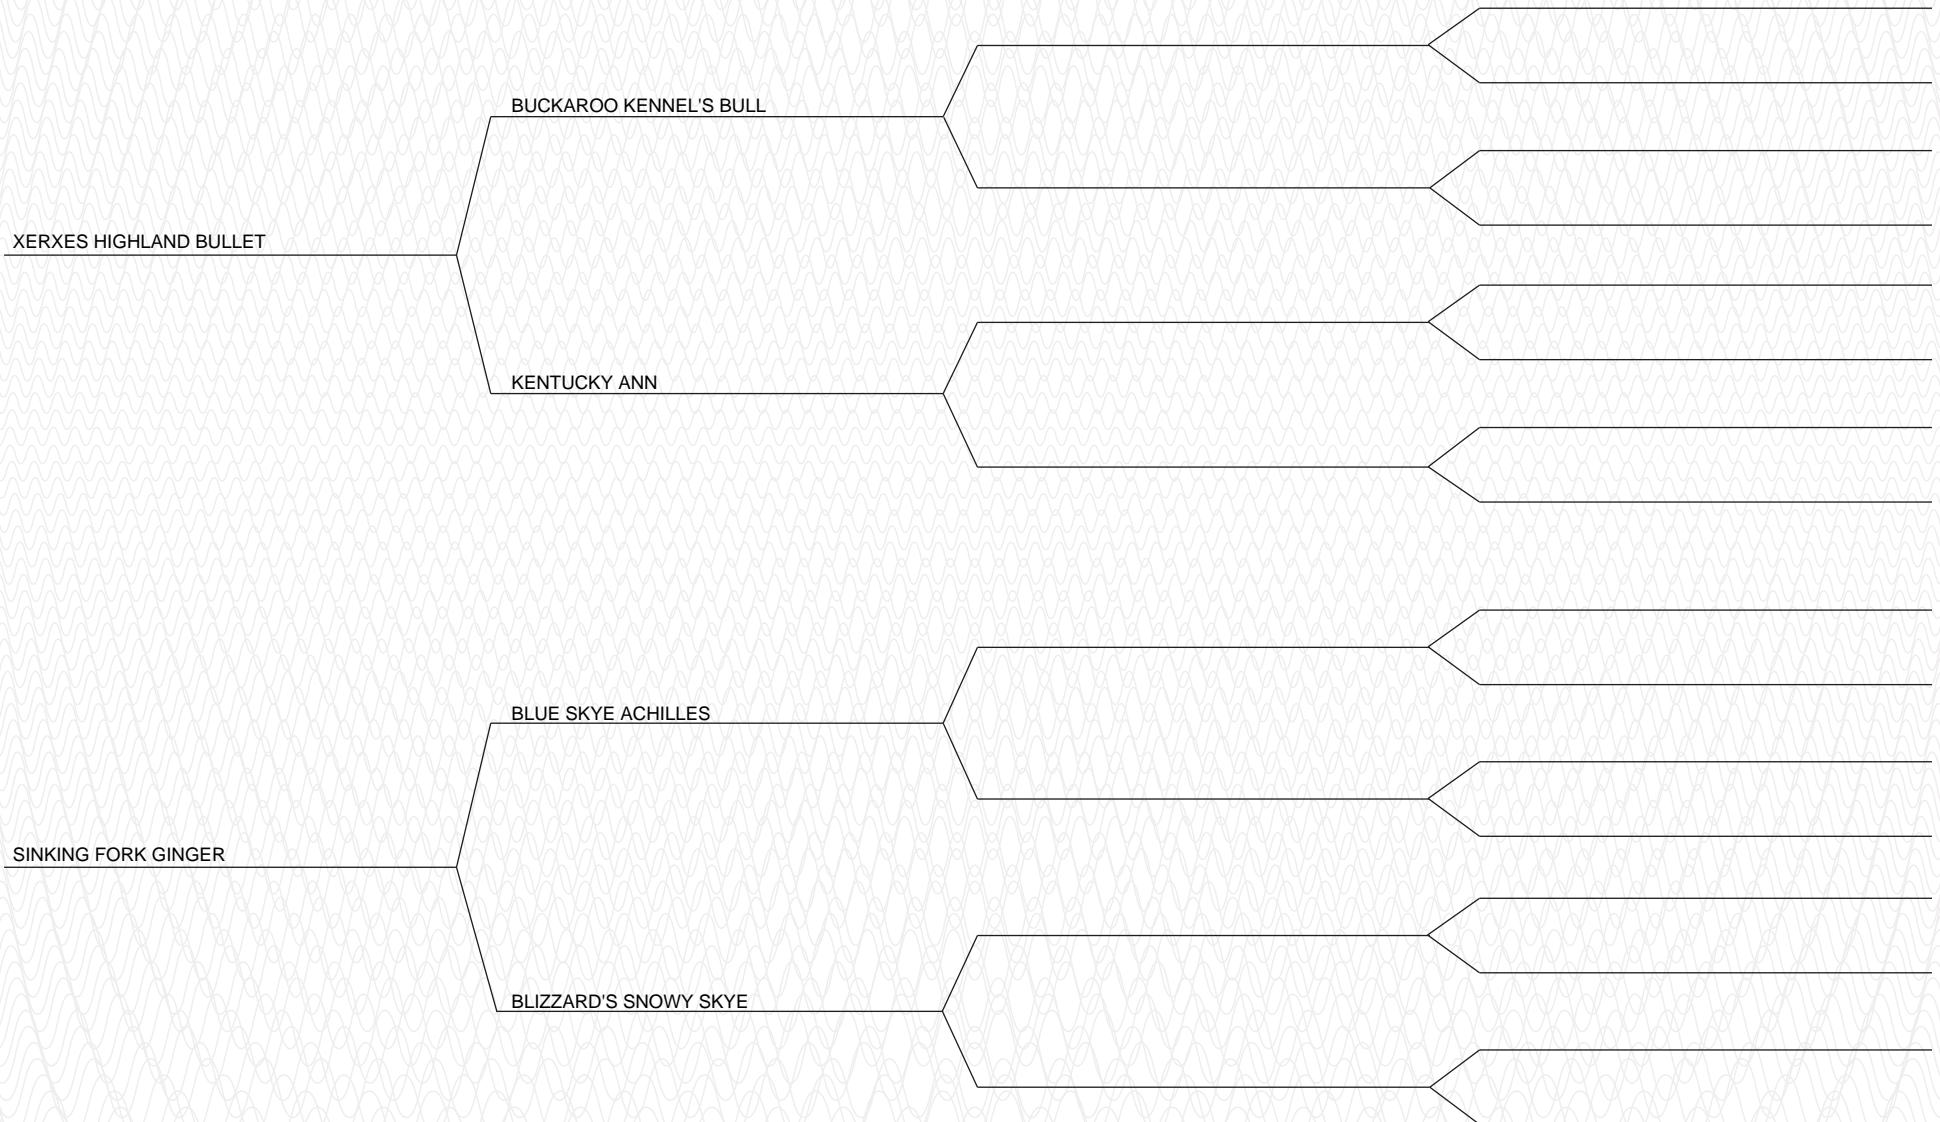 BUCKAROO KENNEL'S BULL
XERXES HIGHLAND BULLET
KENTUCKY ANN
BLUE SKYE ACHILLES
SINKING FORK GINGER
BLIZZARD'S SNOWY SKYE